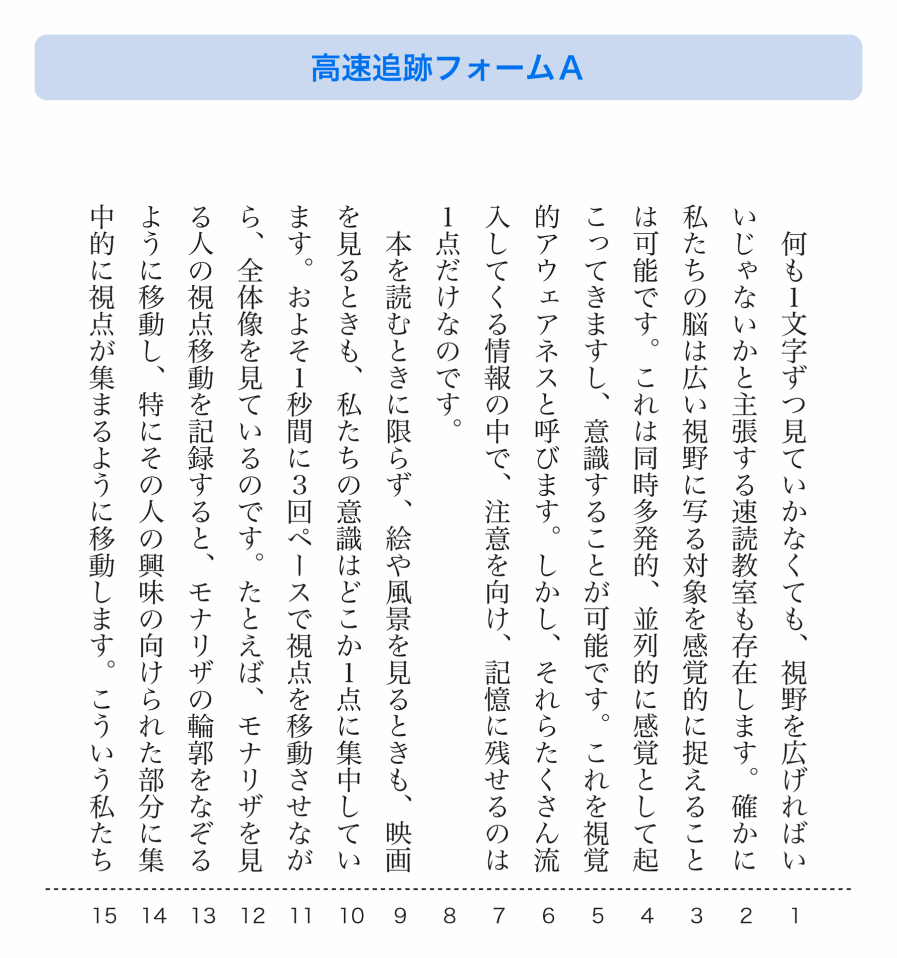 高速追跡フォームA
　何も1文字ずつ見ていかなくても、視野を広げればい
いじゃないかと主張する速読教室も存在します。確かに
私たちの脳は広い視野に写る対象を感覚的に捉えること
は可能です。これは同時多発的、並列的に感覚として起
こってきますし、意識することが可能です。これを視覚
的アウェアネスと呼びます。しかし、それらたくさん流
入してくる情報の中で、注意を向け、記憶に残せるのは
1点だけなのです。
　本を読むときに限らず、絵や風景を見るときも、映画
を見るときも、私たちの意識はどこか1点に集中してい
ます。およそ1秒間に3回ペースで視点を移動させなが
ら、全体像を見ているのです。たとえば、モナリザを見
る人の視点移動を記録すると、モナリザの輪郭をなぞる
ように移動し、特にその人の興味の向けられた部分に集
中的に視点が集まるように移動します。こういう私たち
15 14 13 12 11 10 9 8 7 6 5 4 3 2 1